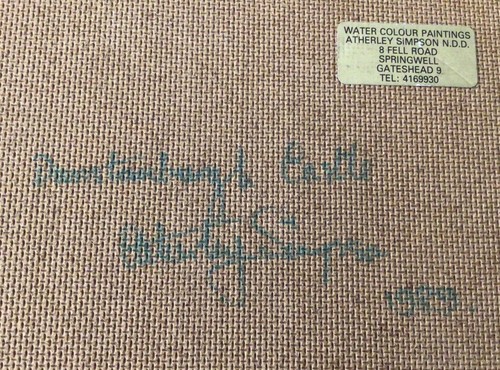 WATER COLOUR PAINTINGS
ATHERLEY SIMPSON N.D.D.
8 FELL ROAD
SPRINGWELL
GATESHEAD 9
TEL: 4169930
Dunstanburgh Castle
Atherley Simpson